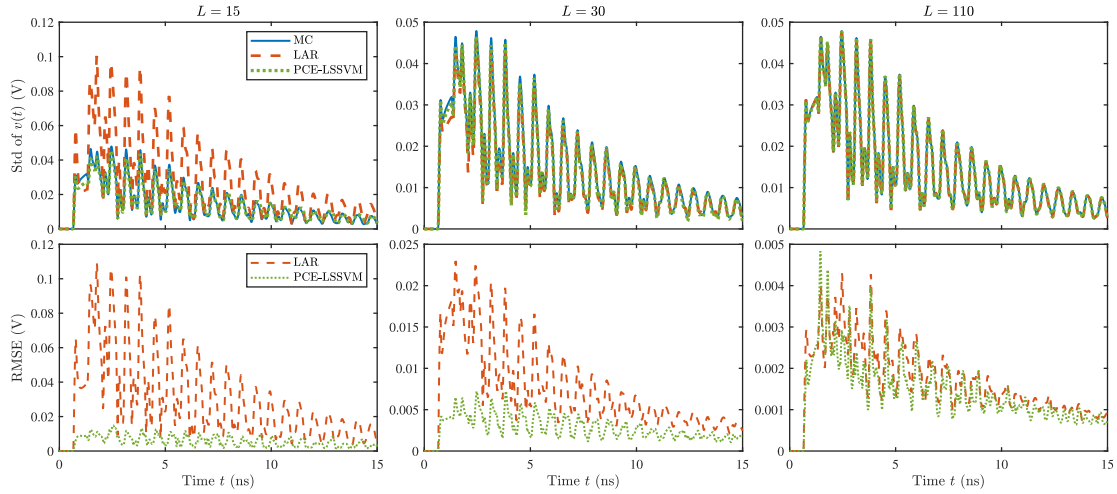 L = 15
L = 30
L = 110
Std of v(t) (V)
0.12
0.1
0.08
0.06
0.04
0.02
0
MC
LAR
PCE-LSSVM
0.05
0.04
0.03
0.02
0.01
0
0.05
0.04
0.03
0.02
0.01
0
RMSE (V)
0.12
0.1
0.08
0.06
0.04
0.02
0
LAR
PCE-LSSVM
0.025
0.02
0.015
0.01
0.005
0
0.005
0.004
0.003
0.002
0.001
0
0 5 10 15
0 5 10 15
0 5 10 15
Time t (ns)
Time t (ns)
Time t (ns)